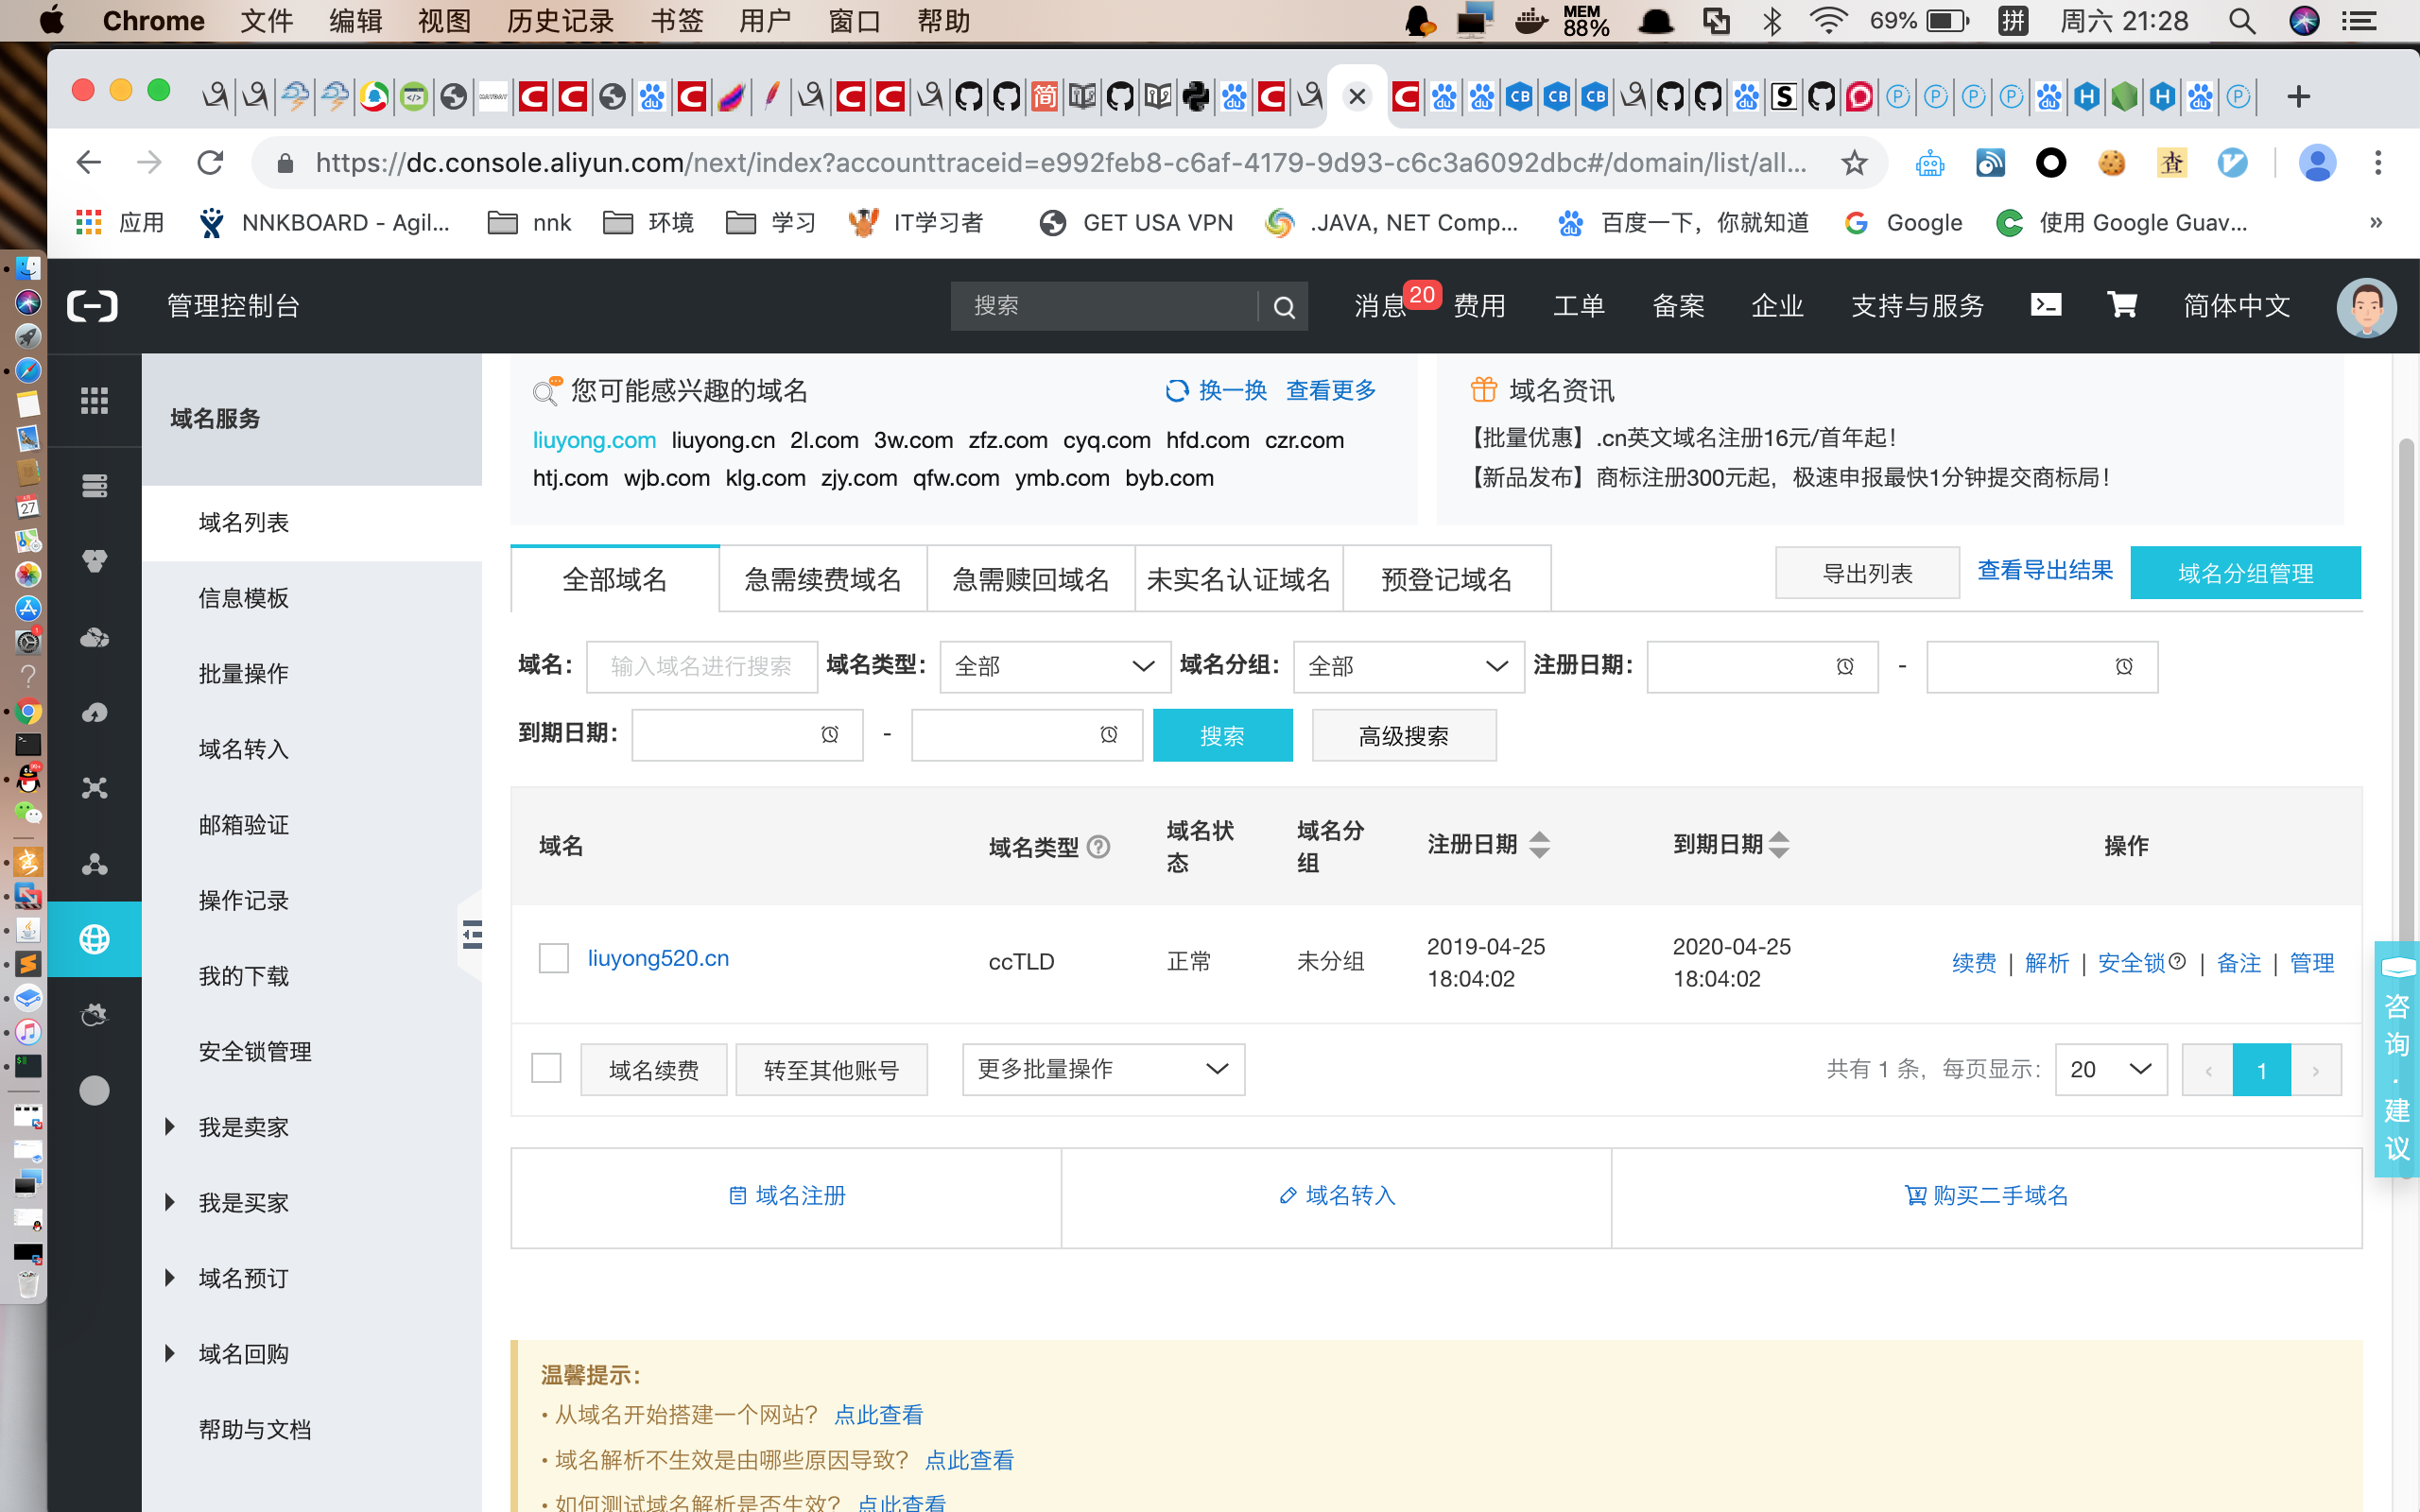 Chrome 文件 编辑 视图 历史记录 书签 用户 窗口 帮助 MEM 88% 69% 拼 周六 21:28
https://dc.console.aliyun.com/next/index?accounttraceid=e992feb8-c6af-4179-9d93-c6c3a6092dbc#/domain/list/all...
应用 NNKBOARD - Agil... nnk 环境 学习 IT学习者 GET USA VPN .JAVA, NET Comp... 百度一下，你就知道 Google 使用 Google Guav... »
管理控制台 搜索 消息 20 费用 工单 备案 企业 支持与服务 简体中文
域名服务
域名列表
信息模板
批量操作
域名转入
邮箱验证
操作记录
我的下载
安全锁管理
我是卖家
我是买家
域名预订
域名回购
帮助与文档
您可能感兴趣的域名 换一换 查看更多
liuyong.com liuyong.cn 2l.com 3w.com zfz.com cyq.com hfd.com czr.com
htj.com wjb.com klg.com zjy.com qfw.com ymb.com byb.com
域名资讯
【批量优惠】.cn英文域名注册16元/首年起！
【新品发布】商标注册300元起，极速申报最快1分钟提交商标局！
全部域名 急需续费域名 急需赎回域名 未实名认证域名 预登记域名 导出列表 查看导出结果 域名分组管理
域名： 输入域名进行搜索 域名类型： 全部 域名分组： 全部 注册日期： -
到期日期： - 搜索 高级搜索
域名 域名类型 域名状态 域名分组 注册日期 到期日期 操作
liuyong520.cn ccTLD 正常 未分组 2019-04-25 18:04:02 2020-04-25 18:04:02 续费 | 解析 | 安全锁 | 备注 | 管理
域名续费 转至其他账号 更多批量操作 共有 1 条，每页显示： 20 ‹ 1 ›
域名注册 域名转入 购买二手域名
咨询·建议
温馨提示：
• 从域名开始搭建一个网站？ 点此查看
• 域名解析不生效是由哪些原因导致？ 点此查看
• 如何测试域名解析是否生效？ 点此查看